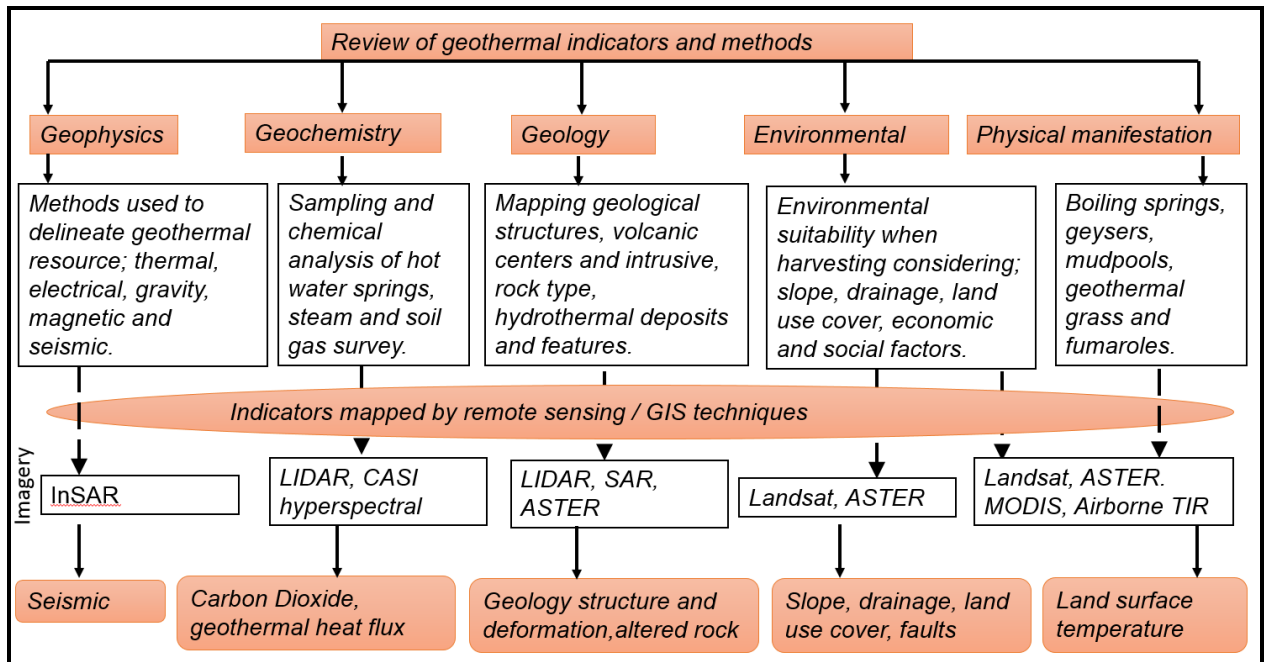 Review of geothermal indicators and methods
Geophysics
Geochemistry
Geology
Environmental
Physical manifestation
Methods used to
delineate geothermal
resource; thermal,
electrical, gravity,
magnetic and
seismic.
Sampling and
chemical
analysis of hot
water springs,
steam and soil
gas survey.
Mapping geological
structures, volcanic
centers and intrusive,
rock type,
hydrothermal deposits
and features.
Environmental
suitability when
harvesting considering;
slope, drainage, land
use cover, economic
and social factors.
Boiling springs,
geysers,
mudpools,
geothermal
grass and
fumaroles.
Indicators mapped by remote sensing / GIS techniques
Imagery
InSAR
LIDAR, CASI
hyperspectral
LIDAR, SAR,
ASTER
Landsat, ASTER
Landsat, ASTER.
MODIS, Airborne TIR
Seismic
Carbon Dioxide,
geothermal heat flux
Geology structure and
deformation,altered rock
Slope, drainage, land
use cover, faults
Land surface
temperature